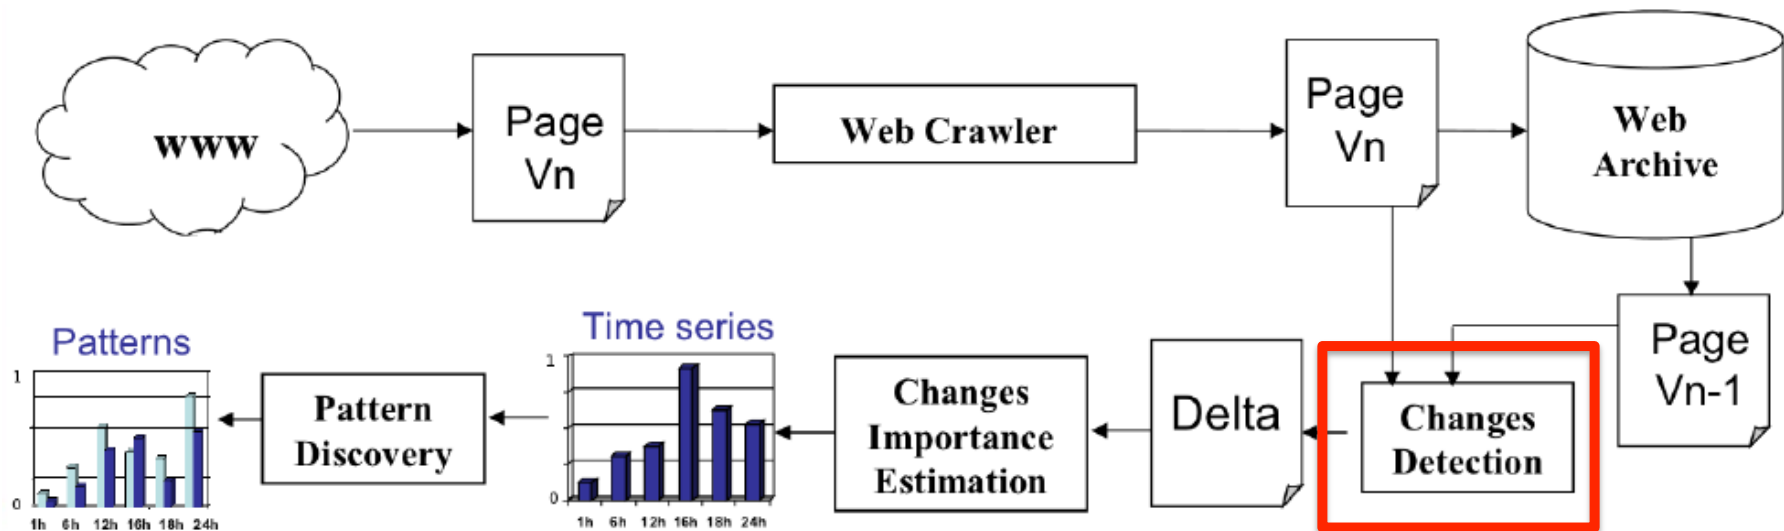 www
Page
Vn
Web Crawler
Page
Vn
Web
Archive
Patterns
1
0
1h 6h 12h 16h 18h 24h
Pattern
Discovery
Time series
1
0
1h 6h 12h 16h 18h 24h
Changes
Importance
Estimation
Delta
Changes
Detection
Page
Vn-1